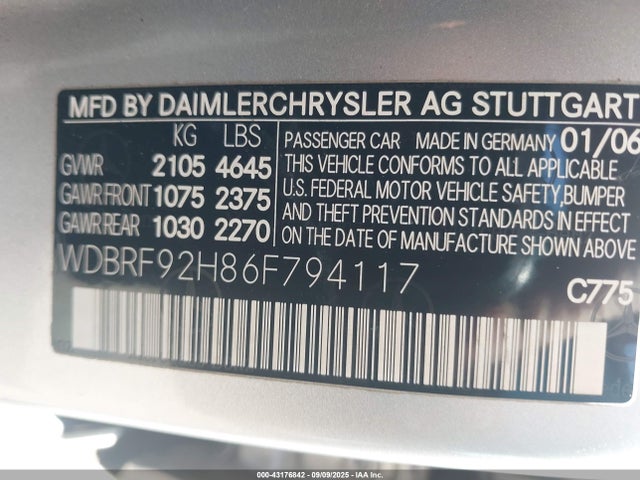 MFD BY DAIMLERCHRYSLER AG STUTTGART
KG LBS
GVWR 2105 4645
GAWR FRONT 1075 2375
GAWR REAR 1030 2270
PASSENGER CAR MADE IN GERMANY 01/06
THIS VEHICLE CONFORMS TO ALL APPLICABLE
U.S. FEDERAL MOTOR VEHICLE SAFETY,BUMPER
AND THEFT PREVENTION STANDARDS IN EFFECT
ON THE DATE OF MANUFACTURE SHOWN ABOVE
WDBRF92H86F794117
C775
000-43176842 - 09/09/2025 - IAA Inc.